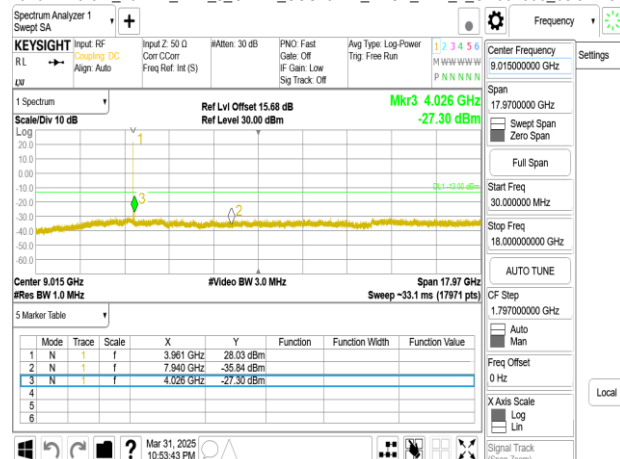 Spectrum Analyzer 1
Swept SA
Frequency
KEYSIGHT
Input: RF
Coupling: DC
Align: Auto
Input Z: 50 Ω
Corr CCorr
Freq Ref: Int (S)
#Atten: 30 dB
PNO: Fast
Gate: Off
IF Gain: Low
Sig Track: Off
Avg Type: Log-Power
Trig: Free Run
1 2 3 4 5 6
M W W W W W
P N N N N N
RL
LXI
1 Spectrum
Scale/Div 10 dB
Ref Lvl Offset 15.68 dB
Ref Level 30.00 dBm
Mkr3 4.026 GHz
-27.30 dBm
Log
20.0
10.0
0.00
-10.0
-20.0
-30.0
-40.0
-50.0
-60.0
1
2
3
DL1 -13.00 dBm
Center 9.015 GHz
#Res BW 1.0 MHz
#Video BW 3.0 MHz
Span 17.97 GHz
Sweep ~33.1 ms (17971 pts)
5 Marker Table
Mode Trace Scale X Y Function Function Width Function Value
1 N 1 f 3.961 GHz 28.03 dBm
2 N 1 f 7.940 GHz -35.84 dBm
3 N 1 f 4.026 GHz -27.30 dBm
4
5
6
Mar 31, 2025
10:53:43 PM
?
Center Frequency
9.015000000 GHz
Settings
Span
17.9700000 GHz
Swept Span
Zero Span
Full Span
Start Freq
30.000000 MHz
Stop Freq
18.000000000 GHz
AUTO TUNE
CF Step
1.797000000 GHz
Auto
Man
Freq Offset
0 Hz
Local
X Axis Scale
Log
Lin
Signal Track